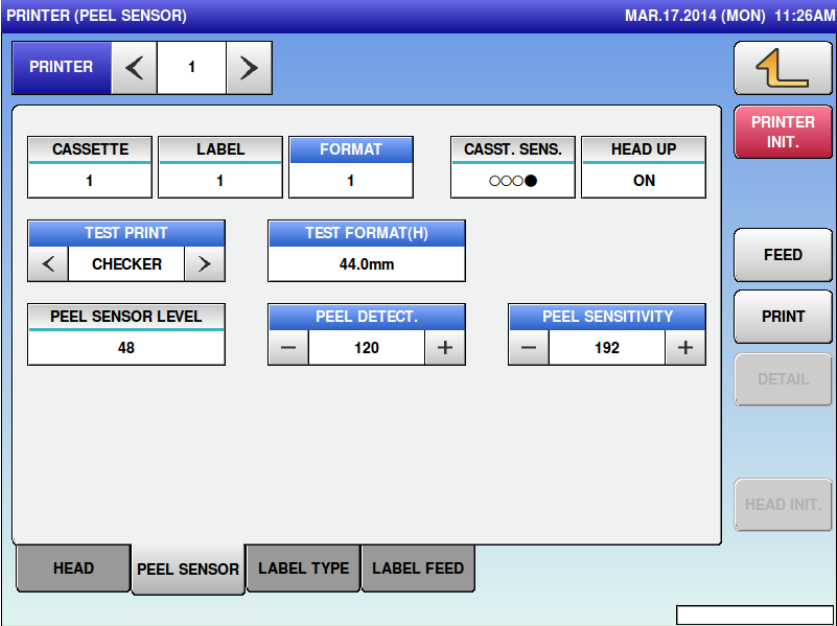 PRINTER (PEEL SENSOR) MAR.17.2014 (MON) 11:26AM
PRINTER < 1 >
PRINTER INIT.
CASSETTE LABEL FORMAT CASST. SENS. HEAD UP
1 1 1 ○○○● ON
TEST PRINT TEST FORMAT(H)
< CHECKER > 44.0mm
FEED
PEEL SENSOR LEVEL PEEL DETECT. PEEL SENSITIVITY
48 − 120 + − 192 +
PRINT
DETAIL
HEAD INIT.
HEAD PEEL SENSOR LABEL TYPE LABEL FEED